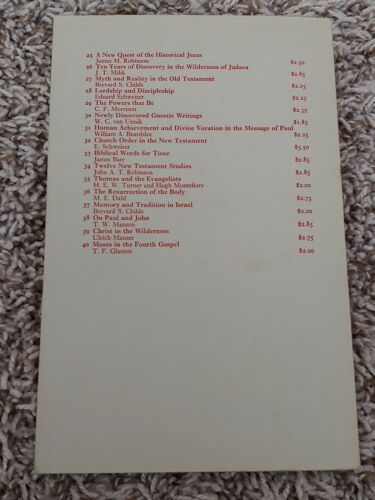 25 A New Quest of the Historical Jesus
James M. Robinson $2.50
26 Ten Years of Discovery in the Wilderness of Judaea
J. T. Milik $2.85
27 Myth and Reality in the Old Testament
Brevard S. Childs $2.25
28 Lordship and Discipleship
Eduard Schweizer $2.25
29 The Powers that Be
C. F. Morrison $2.35
30 Newly Discovered Gnostic Writings
W. C. van Unnik $1.85
31 Human Achievement and Divine Vocation in the Message of Paul
William A. Beardslee $2.25
32 Church Order in the New Testament
E. Schweizer $5.50
33 Biblical Words for Time
James Barr $2.85
34 Twelve New Testament Studies
John A. T. Robinson $2.85
35 Thomas and the Evangelists
H. E. W. Turner and Hugh Montefiore $2.00
36 The Resurrection of the Body
M. E. Dahl $2.75
37 Memory and Tradition in Israel
Brevard S. Childs $2.00
38 On Paul and John
T. W. Manson $2.85
39 Christ in the Wilderness
Ulrich Mauser $2.75
40 Moses in the Fourth Gospel
T. F. Glasson $2.00